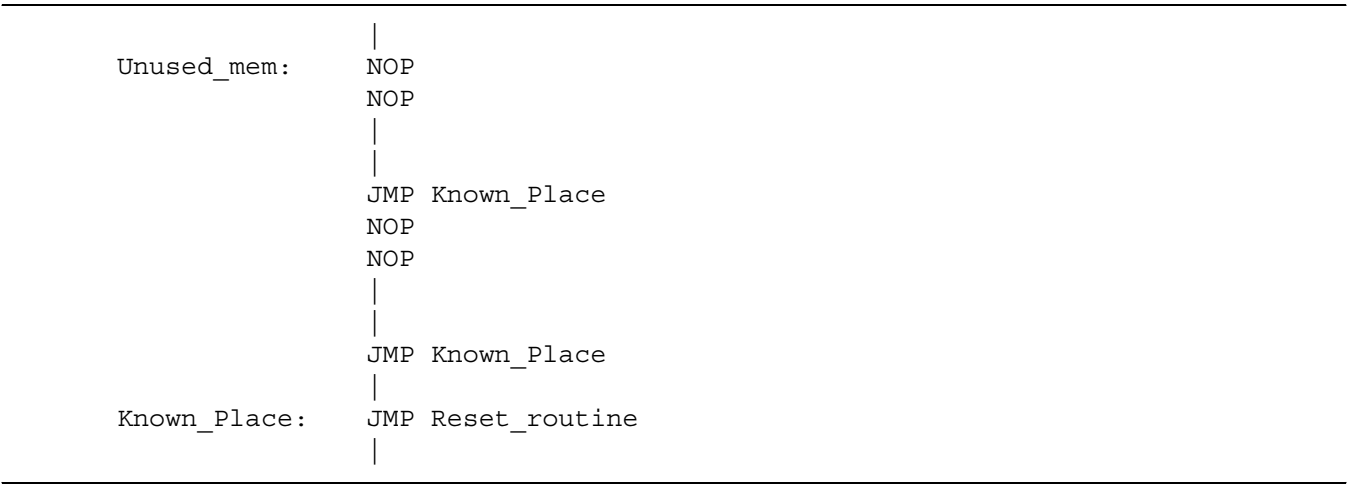 |
Unused_mem: NOP
NOP
|
|
JMP Known_Place
NOP
NOP
|
|
JMP Known_Place
|
Known_Place: JMP Reset_routine
|